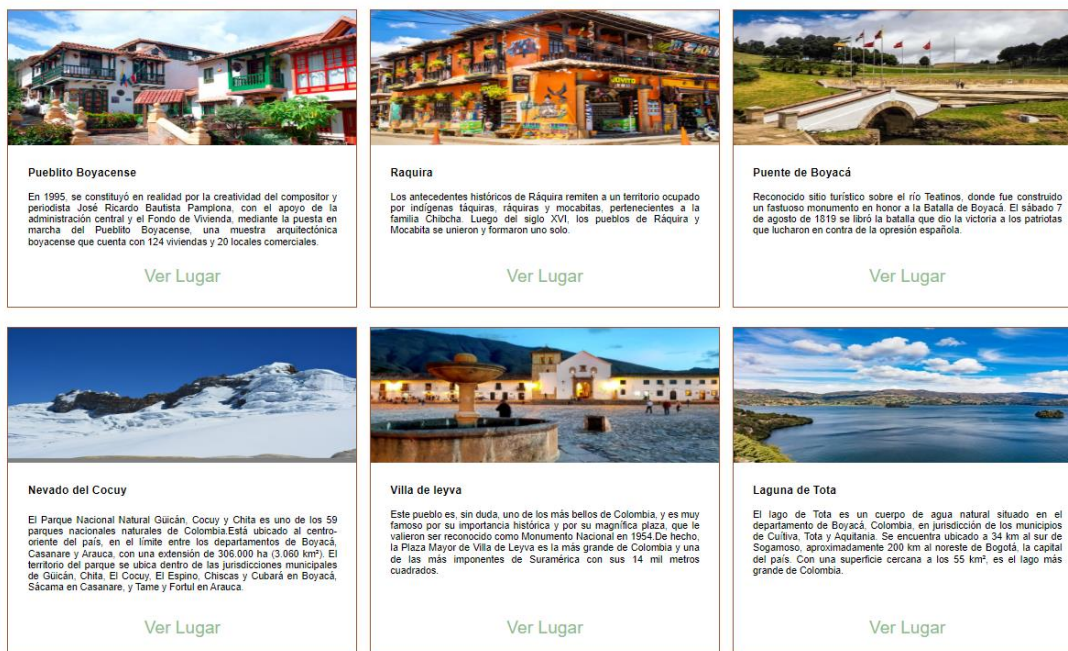 Pueblito Boyacense
En 1995, se constituyó en realidad por la creatividad del compositor y
periodista José Ricardo Bautista Pamplona, con el apoyo de la
administración central y el Fondo de Vivienda, mediante la puesta en
marcha del Pueblito Boyacense, una muestra arquitectónica
boyacense que cuenta con 124 viviendas y 20 locales comerciales.
Ver Lugar
Raquira
Los antecedentes históricos de Ráquira remiten a un territorio ocupado
por indígenas táquiras, ráquiras y mocabitas, pertenecientes a la
familia Chibcha. Luego del siglo XVI, los pueblos de Ráquira y
Mocabita se unieron y formaron uno solo.
Ver Lugar
Puente de Boyacá
Reconocido sitio turístico sobre el río Teatinos, donde fue construido
un fastuoso monumento en honor a la Batalla de Boyacá. El sábado 7
de agosto de 1819 se libró la batalla que dio la victoria a los patriotas
que lucharon en contra de la opresión española.
Ver Lugar
Nevado del Cocuy
El Parque Nacional Natural Güicán, Cocuy y Chita es uno de los 59
parques nacionales naturales de Colombia.Está ubicado al centro-
oriente del país, en el límite entre los departamentos de Boyacá,
Casanare y Arauca, con una extensión de 306.000 ha (3.060 km²). El
territorio del parque se ubica dentro de las jurisdicciones municipales
de Güicán, Chita, El Cocuy, El Espino, Chiscas y Cubará en Boyacá,
Sácama en Casanare, y Tame y Fortul en Arauca.
Ver Lugar
Villa de leyva
Este pueblo es, sin duda, uno de los más bellos de Colombia, y es muy
famoso por su importancia histórica y por su magnífica plaza, que le
valieron ser reconocido como Monumento Nacional en 1954.De hecho,
la Plaza Mayor de Villa de Leyva es la más grande de Colombia y una
de las más imponentes de Suramérica con sus 14 mil metros
cuadrados.
Ver Lugar
Laguna de Tota
El lago de Tota es un cuerpo de agua natural situado en el
departamento de Boyacá, Colombia, en jurisdicción de los municipios
de Cuítiva, Tota y Aquitania. Se encuentra ubicado a 34 km al sur de
Sogamoso, aproximadamente 200 km al noreste de Bogotá, la capital
del país. Con una superficie cercana a los 55 km², es el lago más
grande de Colombia.
Ver Lugar